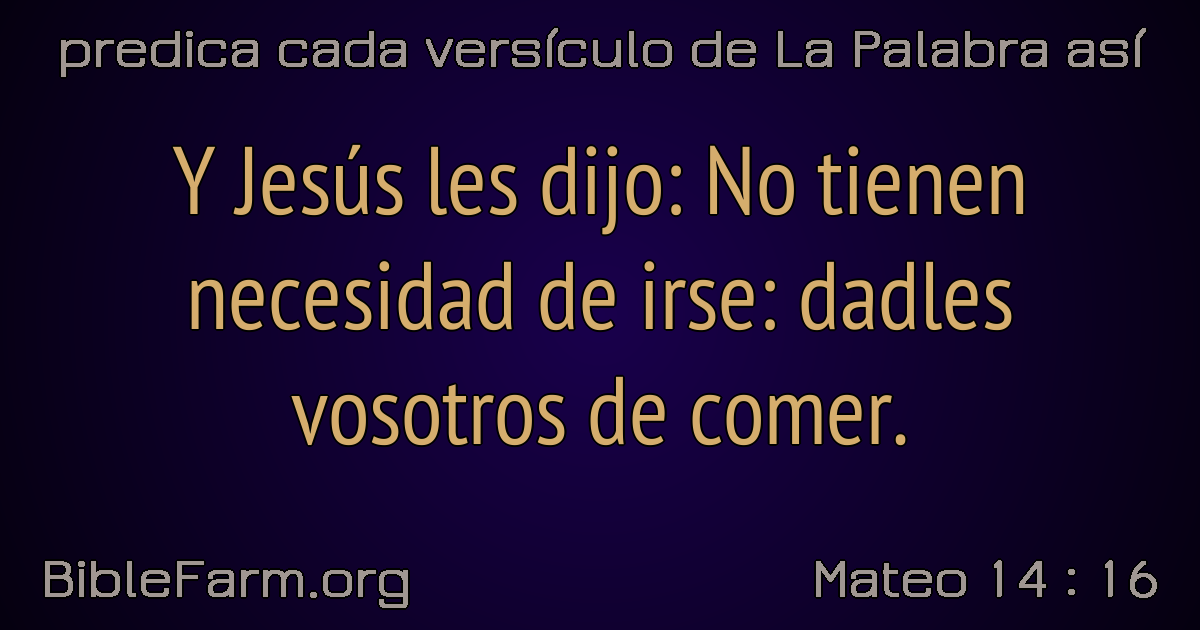 predica cada versículo de La Palabra así
Y Jesús les dijo: No tienen
necesidad de irse: dadles
vosotros de comer.
BibleFarm.org
Mateo 14 : 16